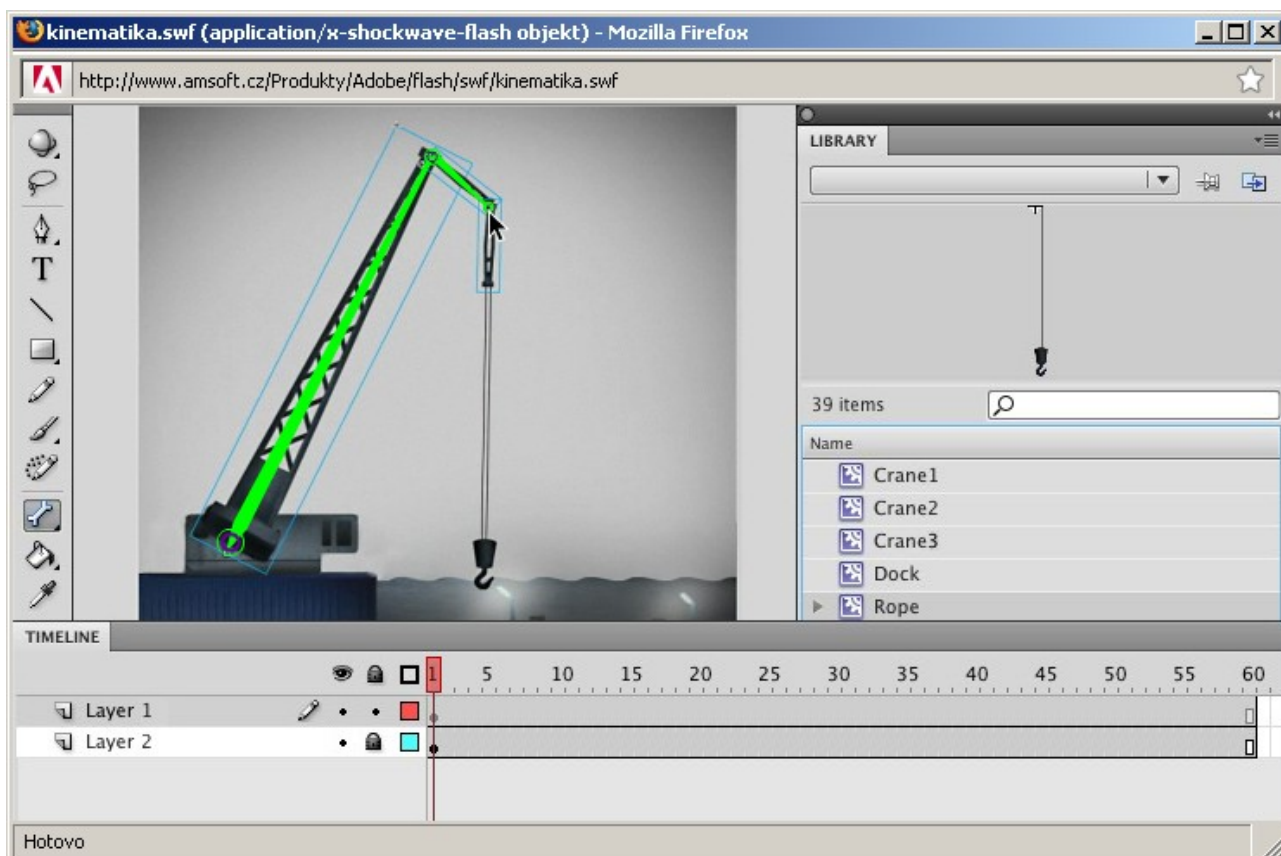 kinematika.swf (application/x-shockwave-flash objekt) - Mozilla Firefox
http://www.amsoft.cz/Produkty/Adobe/flash/swf/kinematika.swf
LIBRARY
T
39 items
Name
Crane1
Crane2
Crane3
Dock
Rope
TIMELINE
1 5 10 15 20 25 30 35 40 45 50 55 60
Layer 1
Layer 2
Hotovo